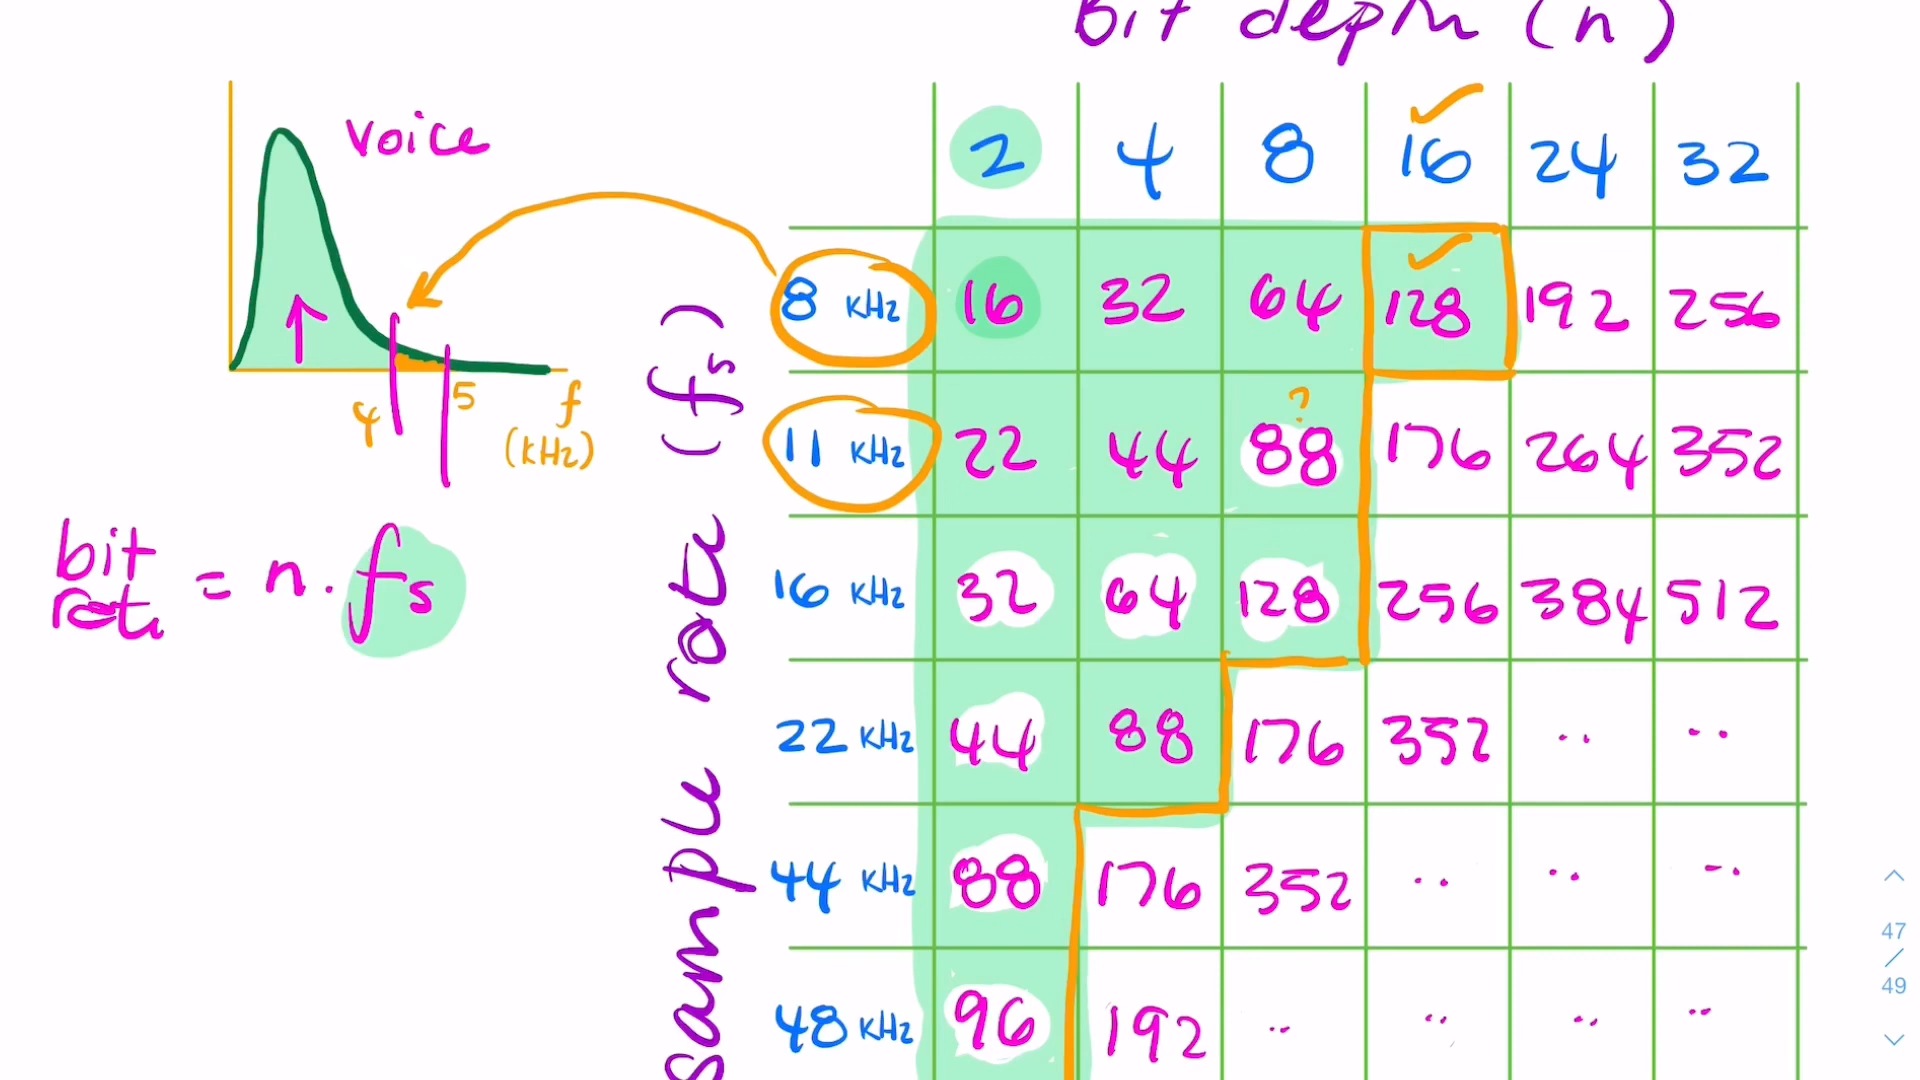 Bit depth (n)
voice
4
5
f
(KHz)
bit
rate = n · fs
sample rate (fs)
2 4 8 16 24 32
8 KHz 16 32 64 128 192 256
?
11 KHz 22 44 88 176 264 352
16 KHz 32 64 128 256 384 512
22 KHz 44 88 176 352 .. ..
44 KHz 88 176 352 .. .. ..
48 KHz 96 192 .. .. .. ..
47
/
49